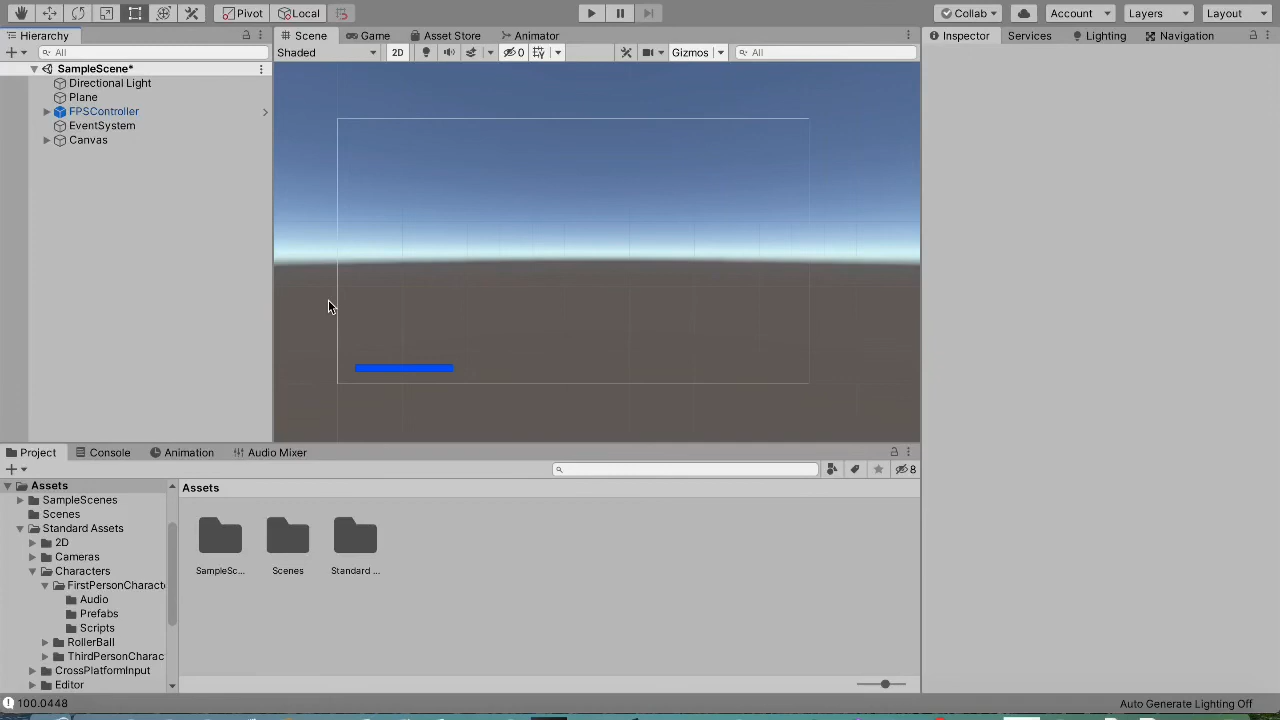 Pivot Local Collab Account Layers Layout
Hierarchy Scene Game Asset Store Animator Inspector Services Lighting Navigation
All Shaded 2D 0 Gizmos All
SampleScene*
Directional Light
Plane
FPSController
EventSystem
Canvas
Project Console Animation Audio Mixer
8
Assets Assets
SampleScenes
Scenes
Standard Assets
2D
Cameras
Characters SampleSc... Scenes Standard ...
FirstPersonCharact
Audio
Prefabs
Scripts
RollerBall
ThirdPersonCharac
CrossPlatformInput
Editor
100.0448 Auto Generate Lighting Off